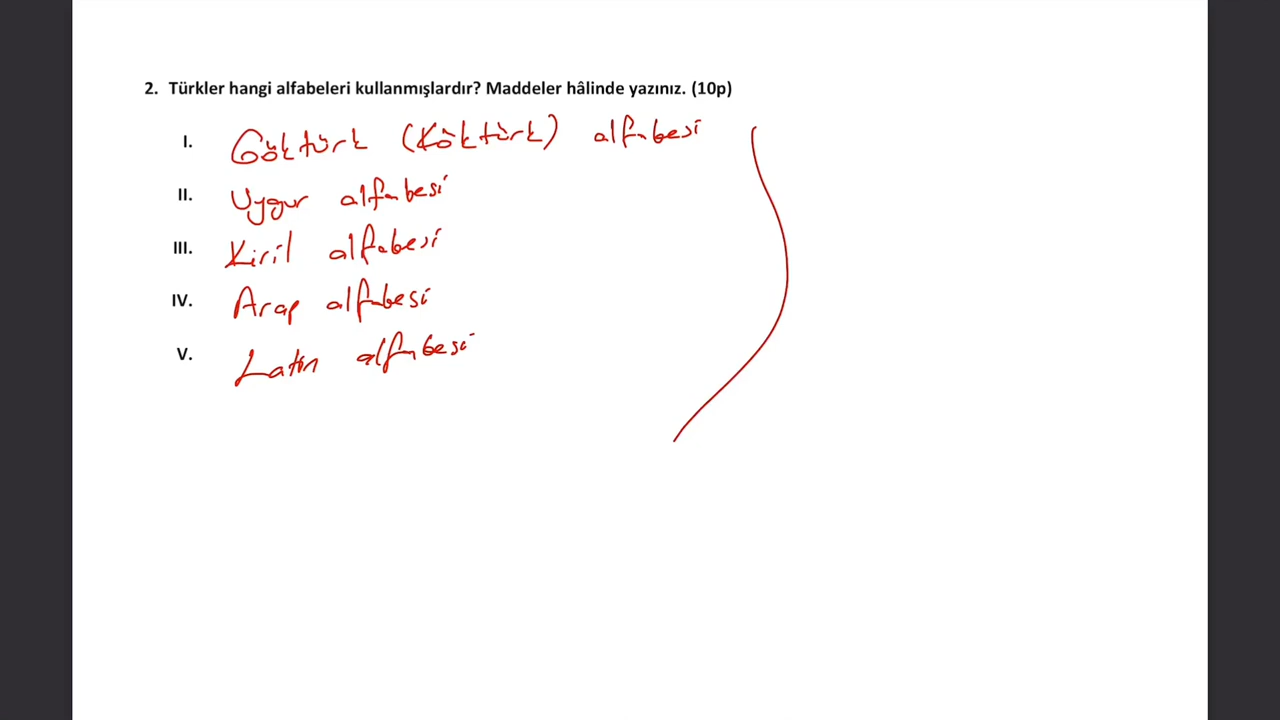 2. Türkler hangi alfabeleri kullanmışlardır? Maddeler hâlinde yazınız. (10p)
I. Göktürk (Köktürk) alfabesi
II. Uygur alfabesi
III. Kiril alfabesi
IV. Arap alfabesi
V. Latin alfabesi